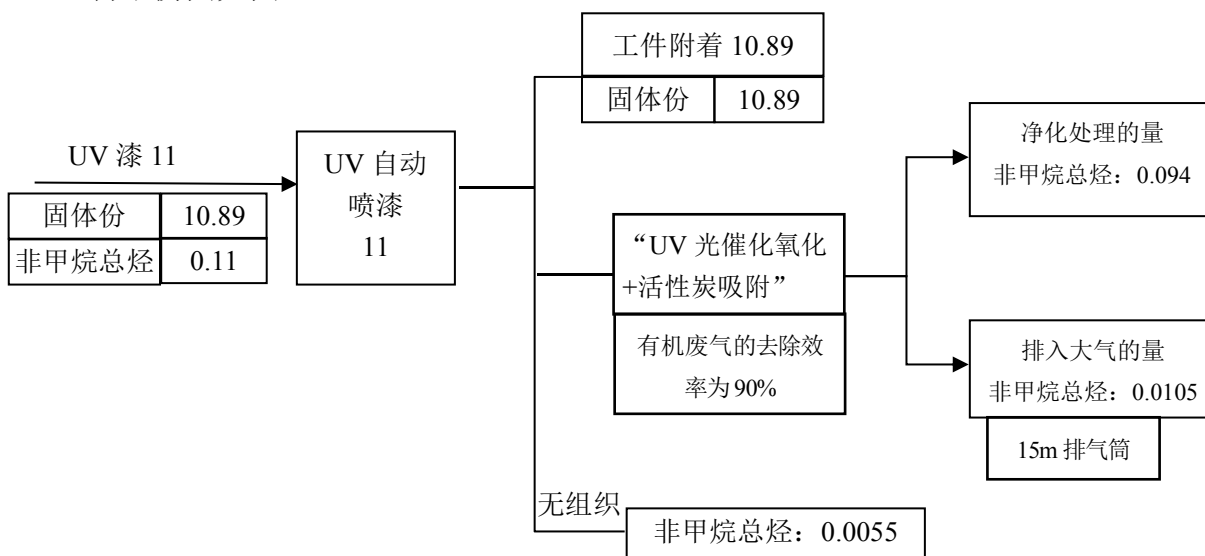 UV 漆 11
固体份 10.89
非甲烷总烃 0.11
UV 自动
喷漆
11
工件附着 10.89
固体份 10.89
“UV 光催化氧化
+活性炭吸附”
有机废气的去除效
率为 90%
净化处理的量
非甲烷总烃：0.094
排入大气的量
非甲烷总烃：0.0105
15m 排气筒
无组织
非甲烷总烃：0.0055